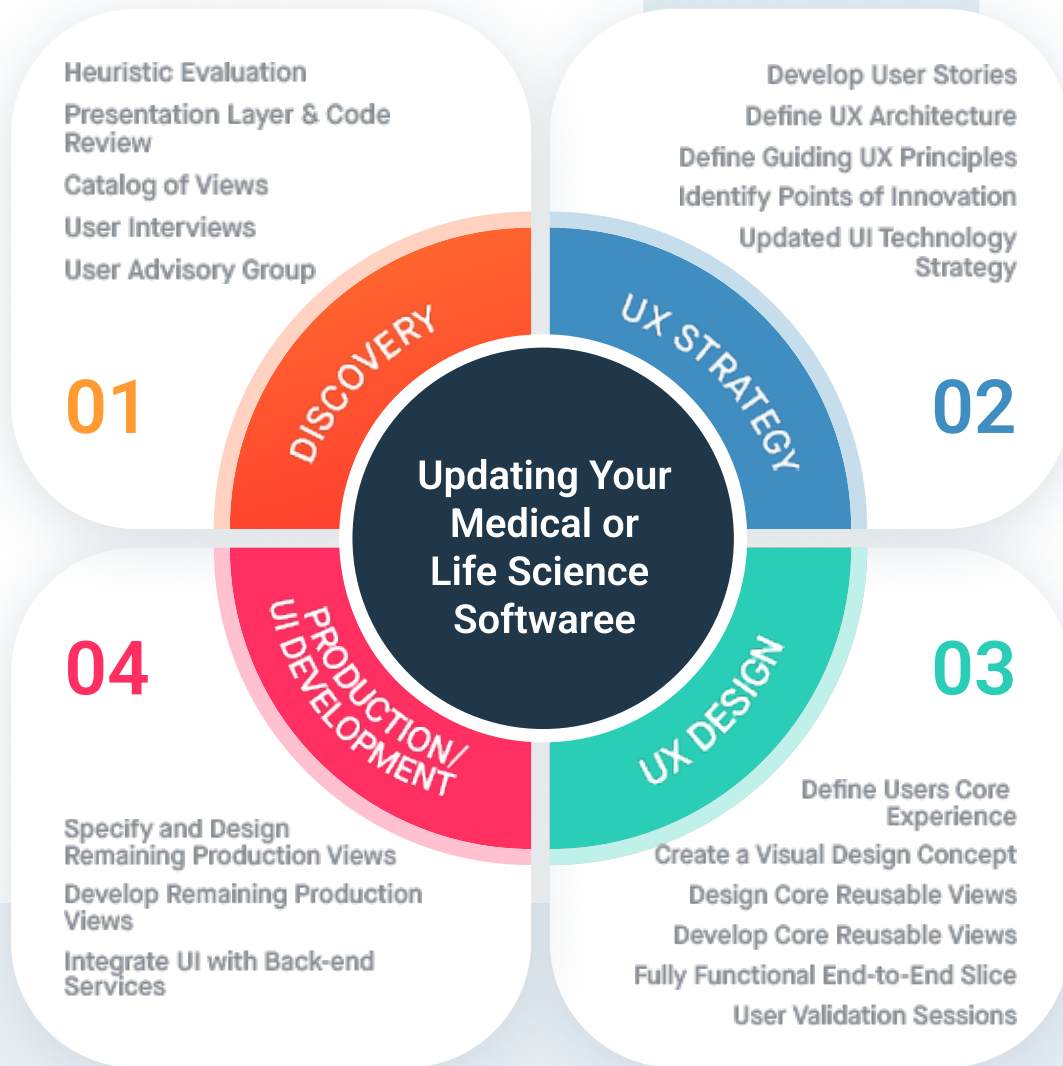 Heuristic Evaluation
Presentation Layer & Code
Review
Catalog of Views
User Interviews
User Advisory Group
01
DISCOVERY
Develop User Stories
Define UX Architecture
Define Guiding UX Principles
Identify Points of Innovation
Updated UI Technology
Strategy
02
UX STRATEGY
Updating Your
Medical or
Life Science
Softwaree
03
UX DESIGN
Define Users Core
Experience
Create a Visual Design Concept
Design Core Reusable Views
Develop Core Reusable Views
Fully Functional End-to-End Slice
User Validation Sessions
04
PRODUCTION/
UI DEVELOPMENT
Specify and Design
Remaining Production Views
Develop Remaining Production
Views
Integrate UI with Back-end
Services